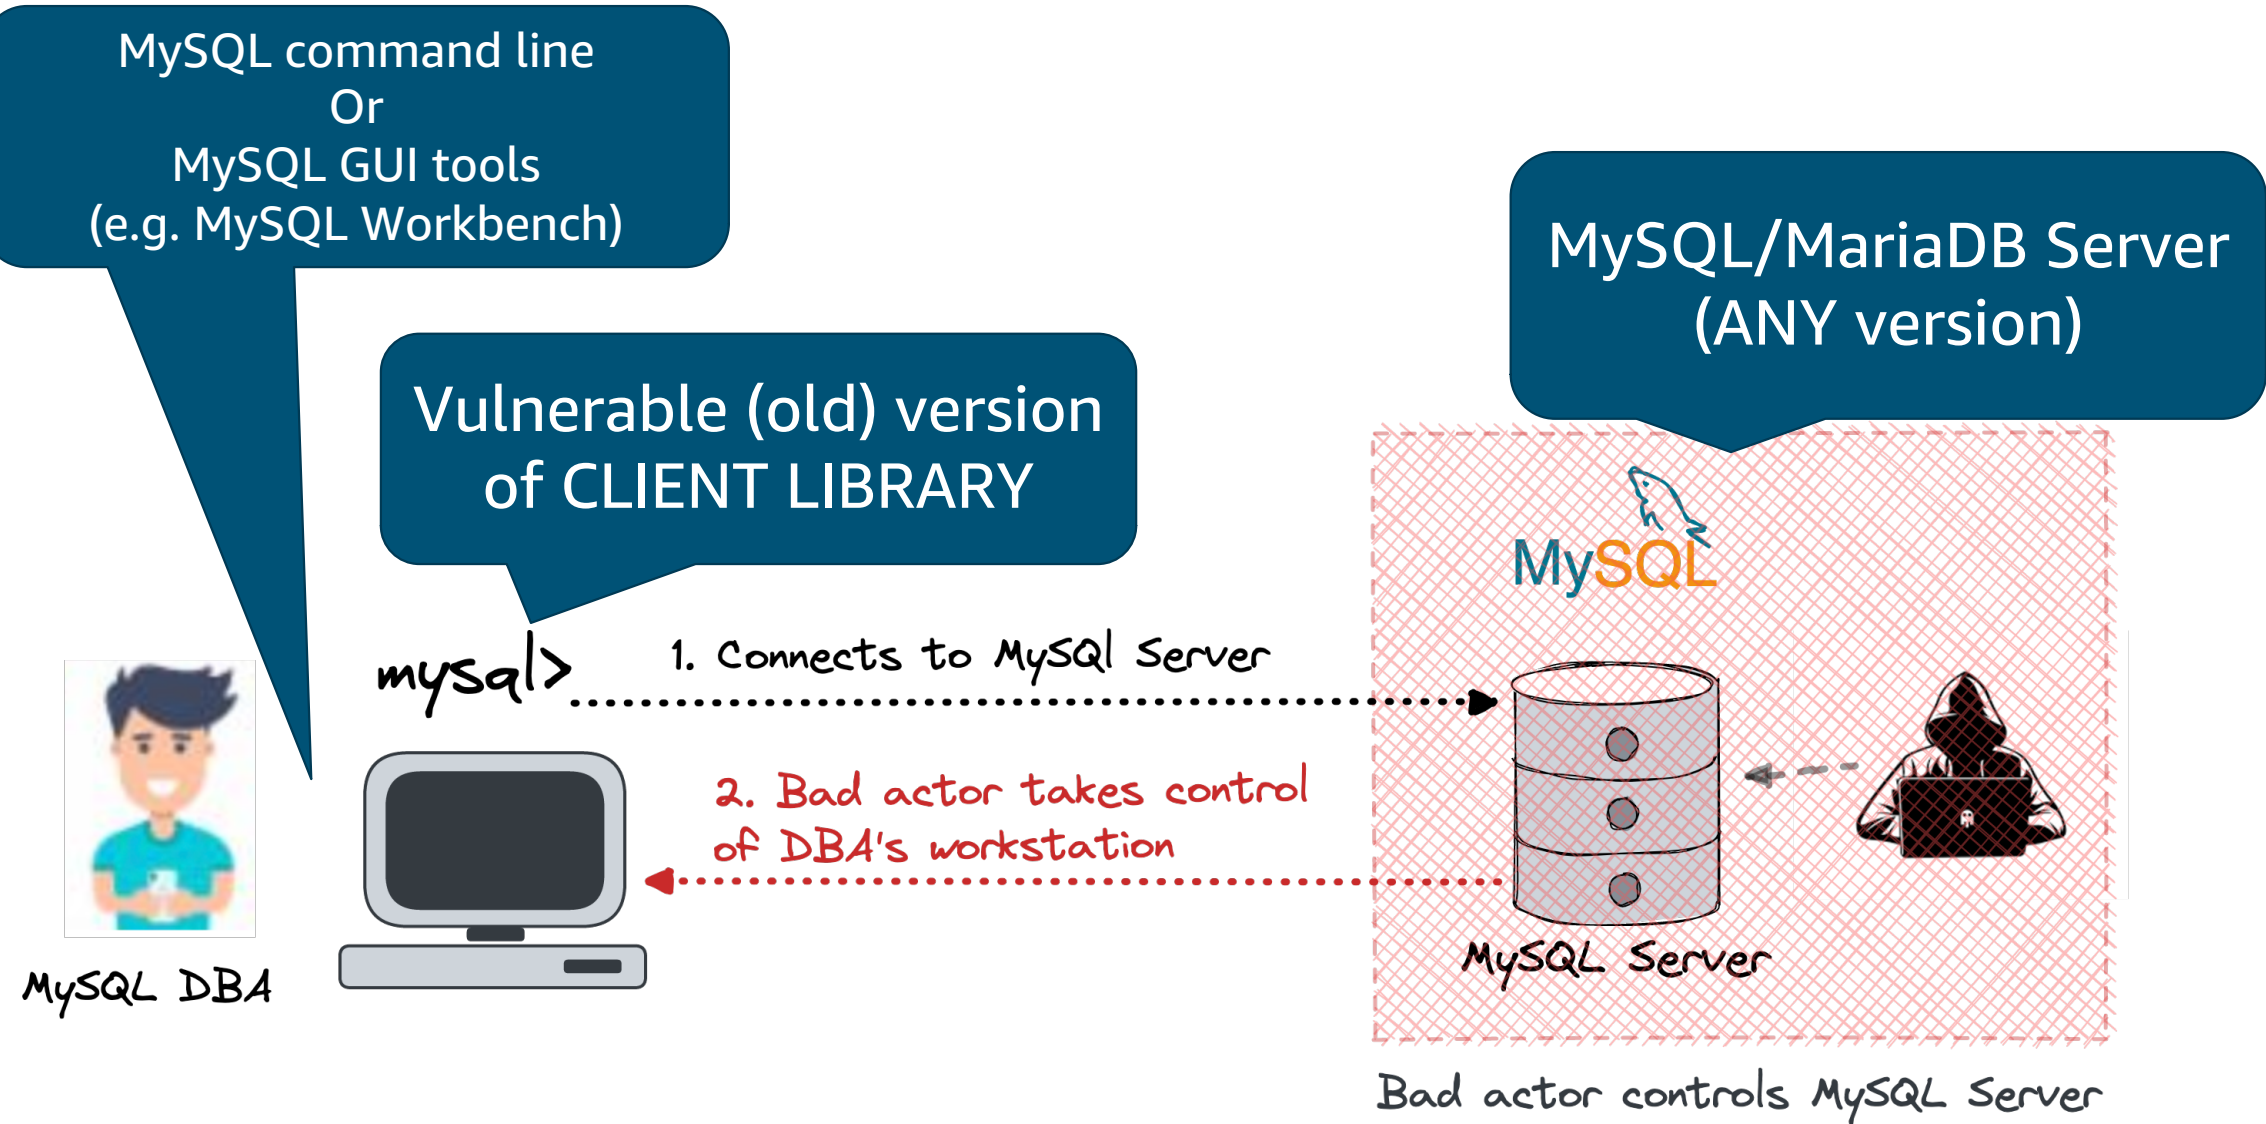 MySQL command line
Or
MySQL GUI tools
(e.g. MySQL Workbench)
Vulnerable (old) version
of CLIENT LIBRARY
MySQL/MariaDB Server
(ANY version)
MySQL
mysql>
1. Connects to MySQl Server
2. Bad actor takes control
of DBA's workstation
MySQL DBA
MySQL Server
Bad actor controls MySQL Server